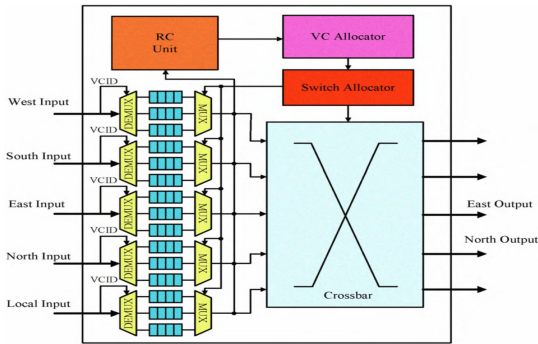 RC
Unit
VC Allocator
Switch Allocator
VCID
West Input
DEMUX
MUX
VCID
South Input
DEMUX
MUX
VCID
East Input
DEMUX
MUX
East Output
VCID
North Input
DEMUX
MUX
North Output
VCID
Local Input
DEMUX
MUX
Crossbar